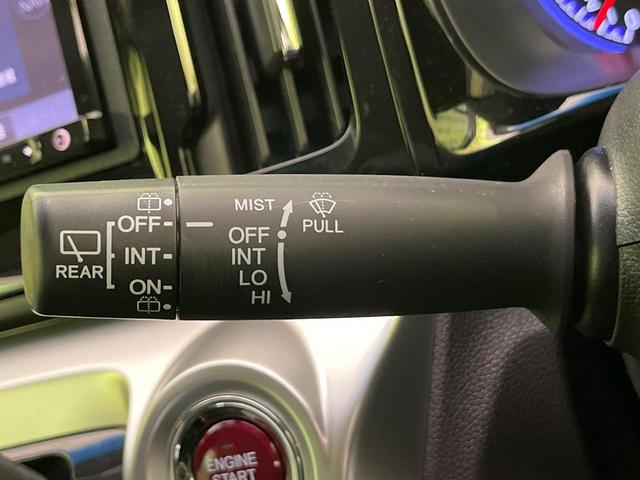 MIST
PULL
OFF
INT
LO
HI
OFF
INT
ON
REAR
ENGINE
START